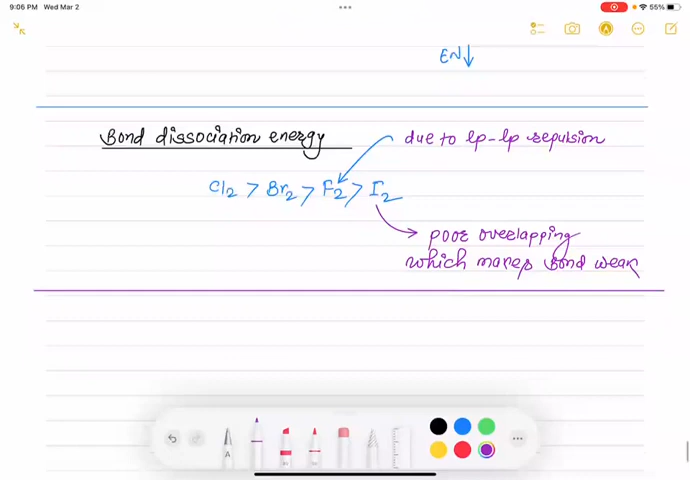 9:06 PM Wed Mar 2
55%
EN↓
Bond dissociation energy
due to lp-lp repulsion
Cl2 > Br2 > F2 > I2
poor overlapping
which makes Bond weak
A